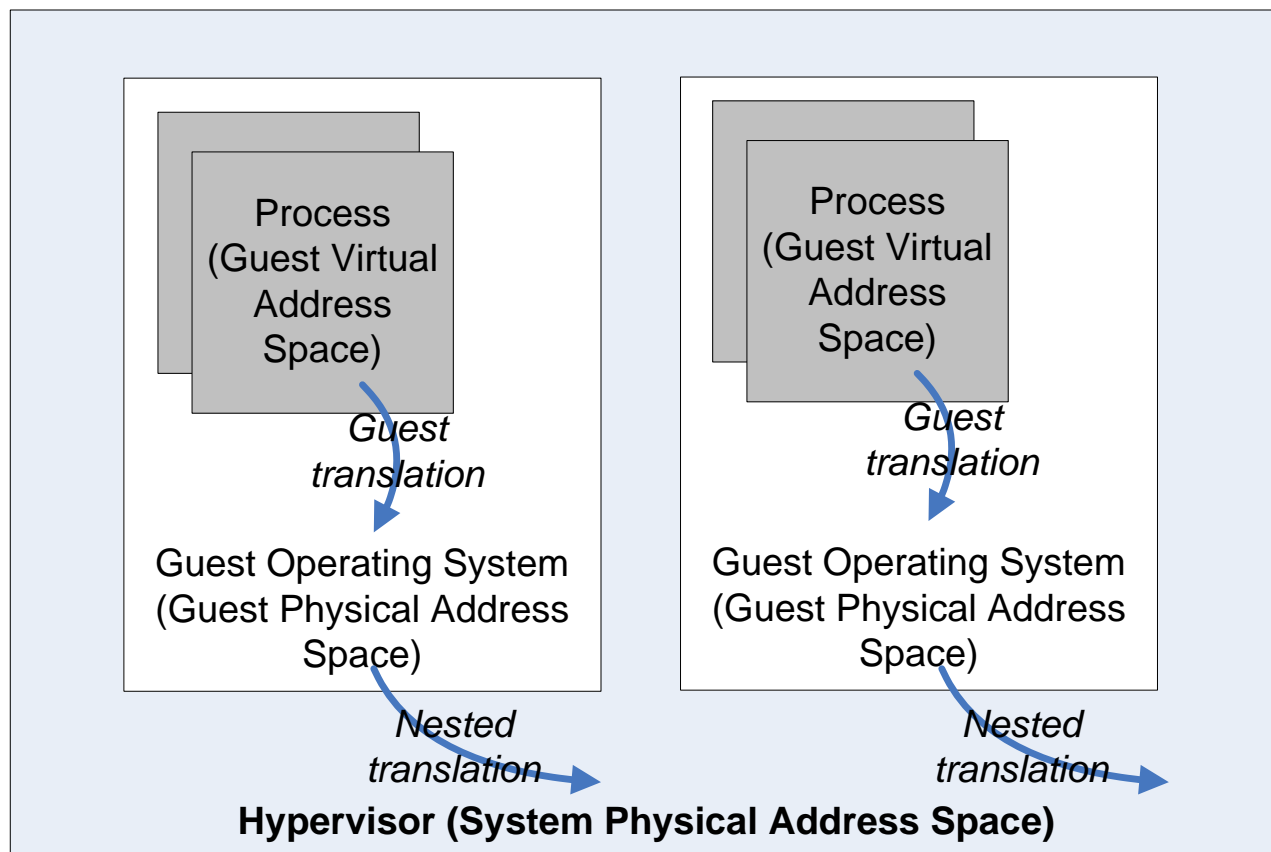 Process
(Guest Virtual
Address
Space)
Guest
translation
Guest Operating System
(Guest Physical Address
Space)
Nested
translation
Process
(Guest Virtual
Address
Space)
Guest
translation
Guest Operating System
(Guest Physical Address
Space)
Nested
translation
Hypervisor (System Physical Address Space)